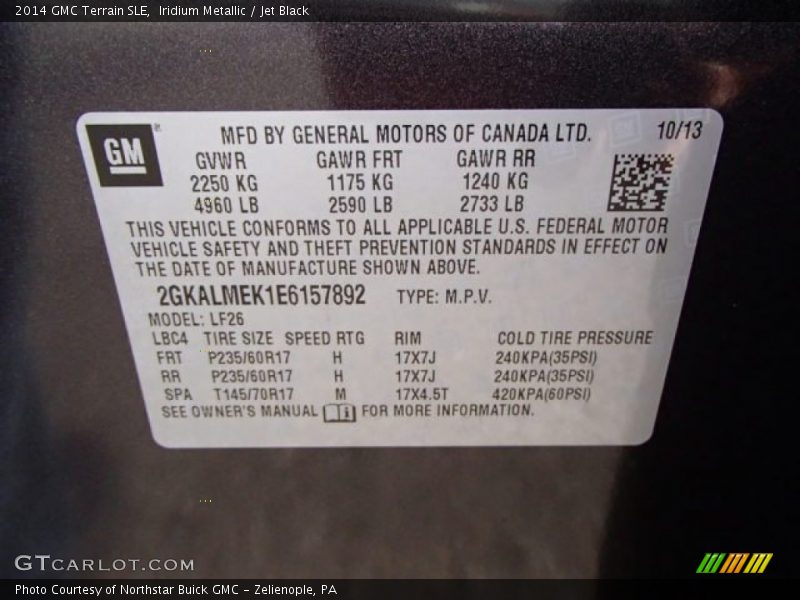 2014 GMC Terrain SLE, Iridium Metallic / Jet Black
GM
MFD BY GENERAL MOTORS OF CANADA LTD. 10/13
GVWR GAWR FRT GAWR RR
2250 KG 1175 KG 1240 KG
4960 LB 2590 LB 2733 LB
THIS VEHICLE CONFORMS TO ALL APPLICABLE U.S. FEDERAL MOTOR
VEHICLE SAFETY AND THEFT PREVENTION STANDARDS IN EFFECT ON
THE DATE OF MANUFACTURE SHOWN ABOVE.
2GKALMEK1E6157892 TYPE: M.P.V.
MODEL: LF26
LBC4 TIRE SIZE SPEED RTG RIM COLD TIRE PRESSURE
FRT P235/60R17 H 17X7J 240KPA(35PSI)
RR P235/60R17 H 17X7J 240KPA(35PSI)
SPA T145/70R17 M 17X4.5T 420KPA(60PSI)
SEE OWNER'S MANUAL FOR MORE INFORMATION.
GTCARLOT.COM
Photo Courtesy of Northstar Buick GMC - Zelienople, PA